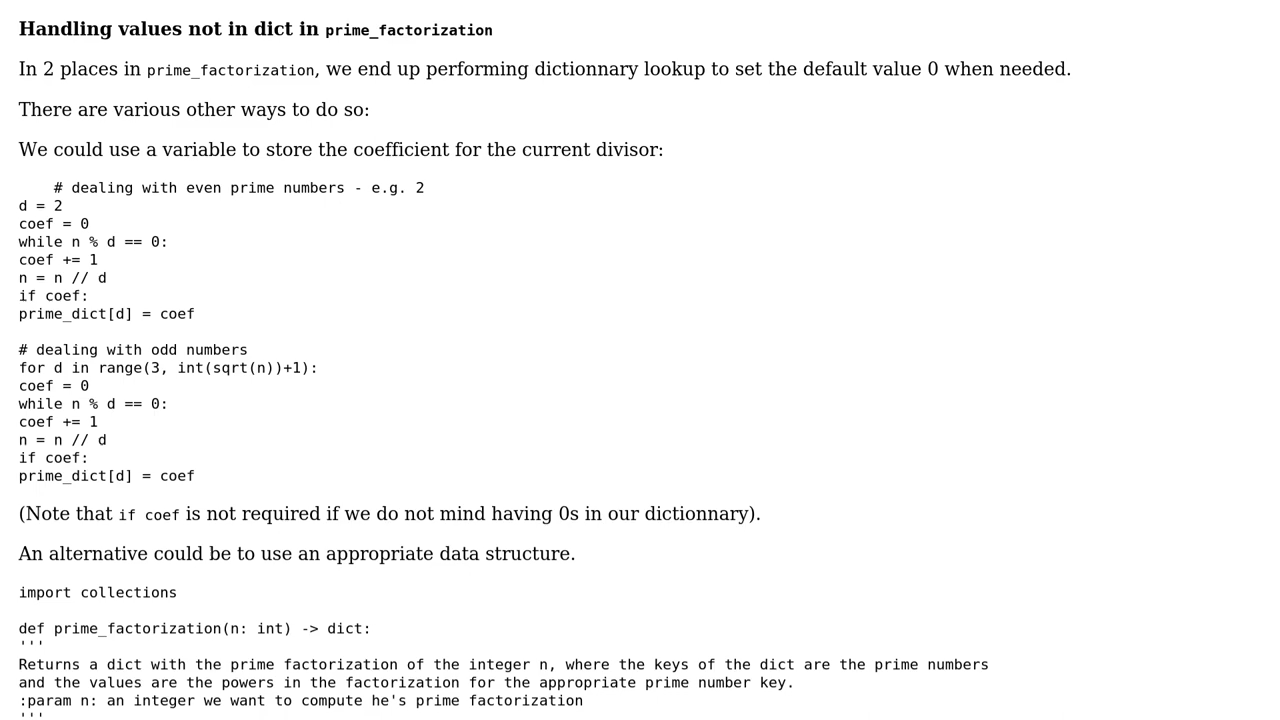 Handling values not in dict in prime_factorization
In 2 places in prime_factorization, we end up performing dictionnary lookup to set the default value 0 when needed.
There are various other ways to do so:
We could use a variable to store the coefficient for the current divisor:
    # dealing with even prime numbers - e.g. 2
d = 2
coef = 0
while n % d == 0:
coef += 1
n = n // d
if coef:
prime_dict[d] = coef

# dealing with odd numbers
for d in range(3, int(sqrt(n))+1):
coef = 0
while n % d == 0:
coef += 1
n = n // d
if coef:
prime_dict[d] = coef
(Note that if coef is not required if we do not mind having 0s in our dictionnary).
An alternative could be to use an appropriate data structure.
import collections

def prime_factorization(n: int) -> dict:
'''
Returns a dict with the prime factorization of the integer n, where the keys of the dict are the prime numbers
and the values are the powers in the factorization for the appropriate prime number key.
:param n: an integer we want to compute he's prime factorization
'''